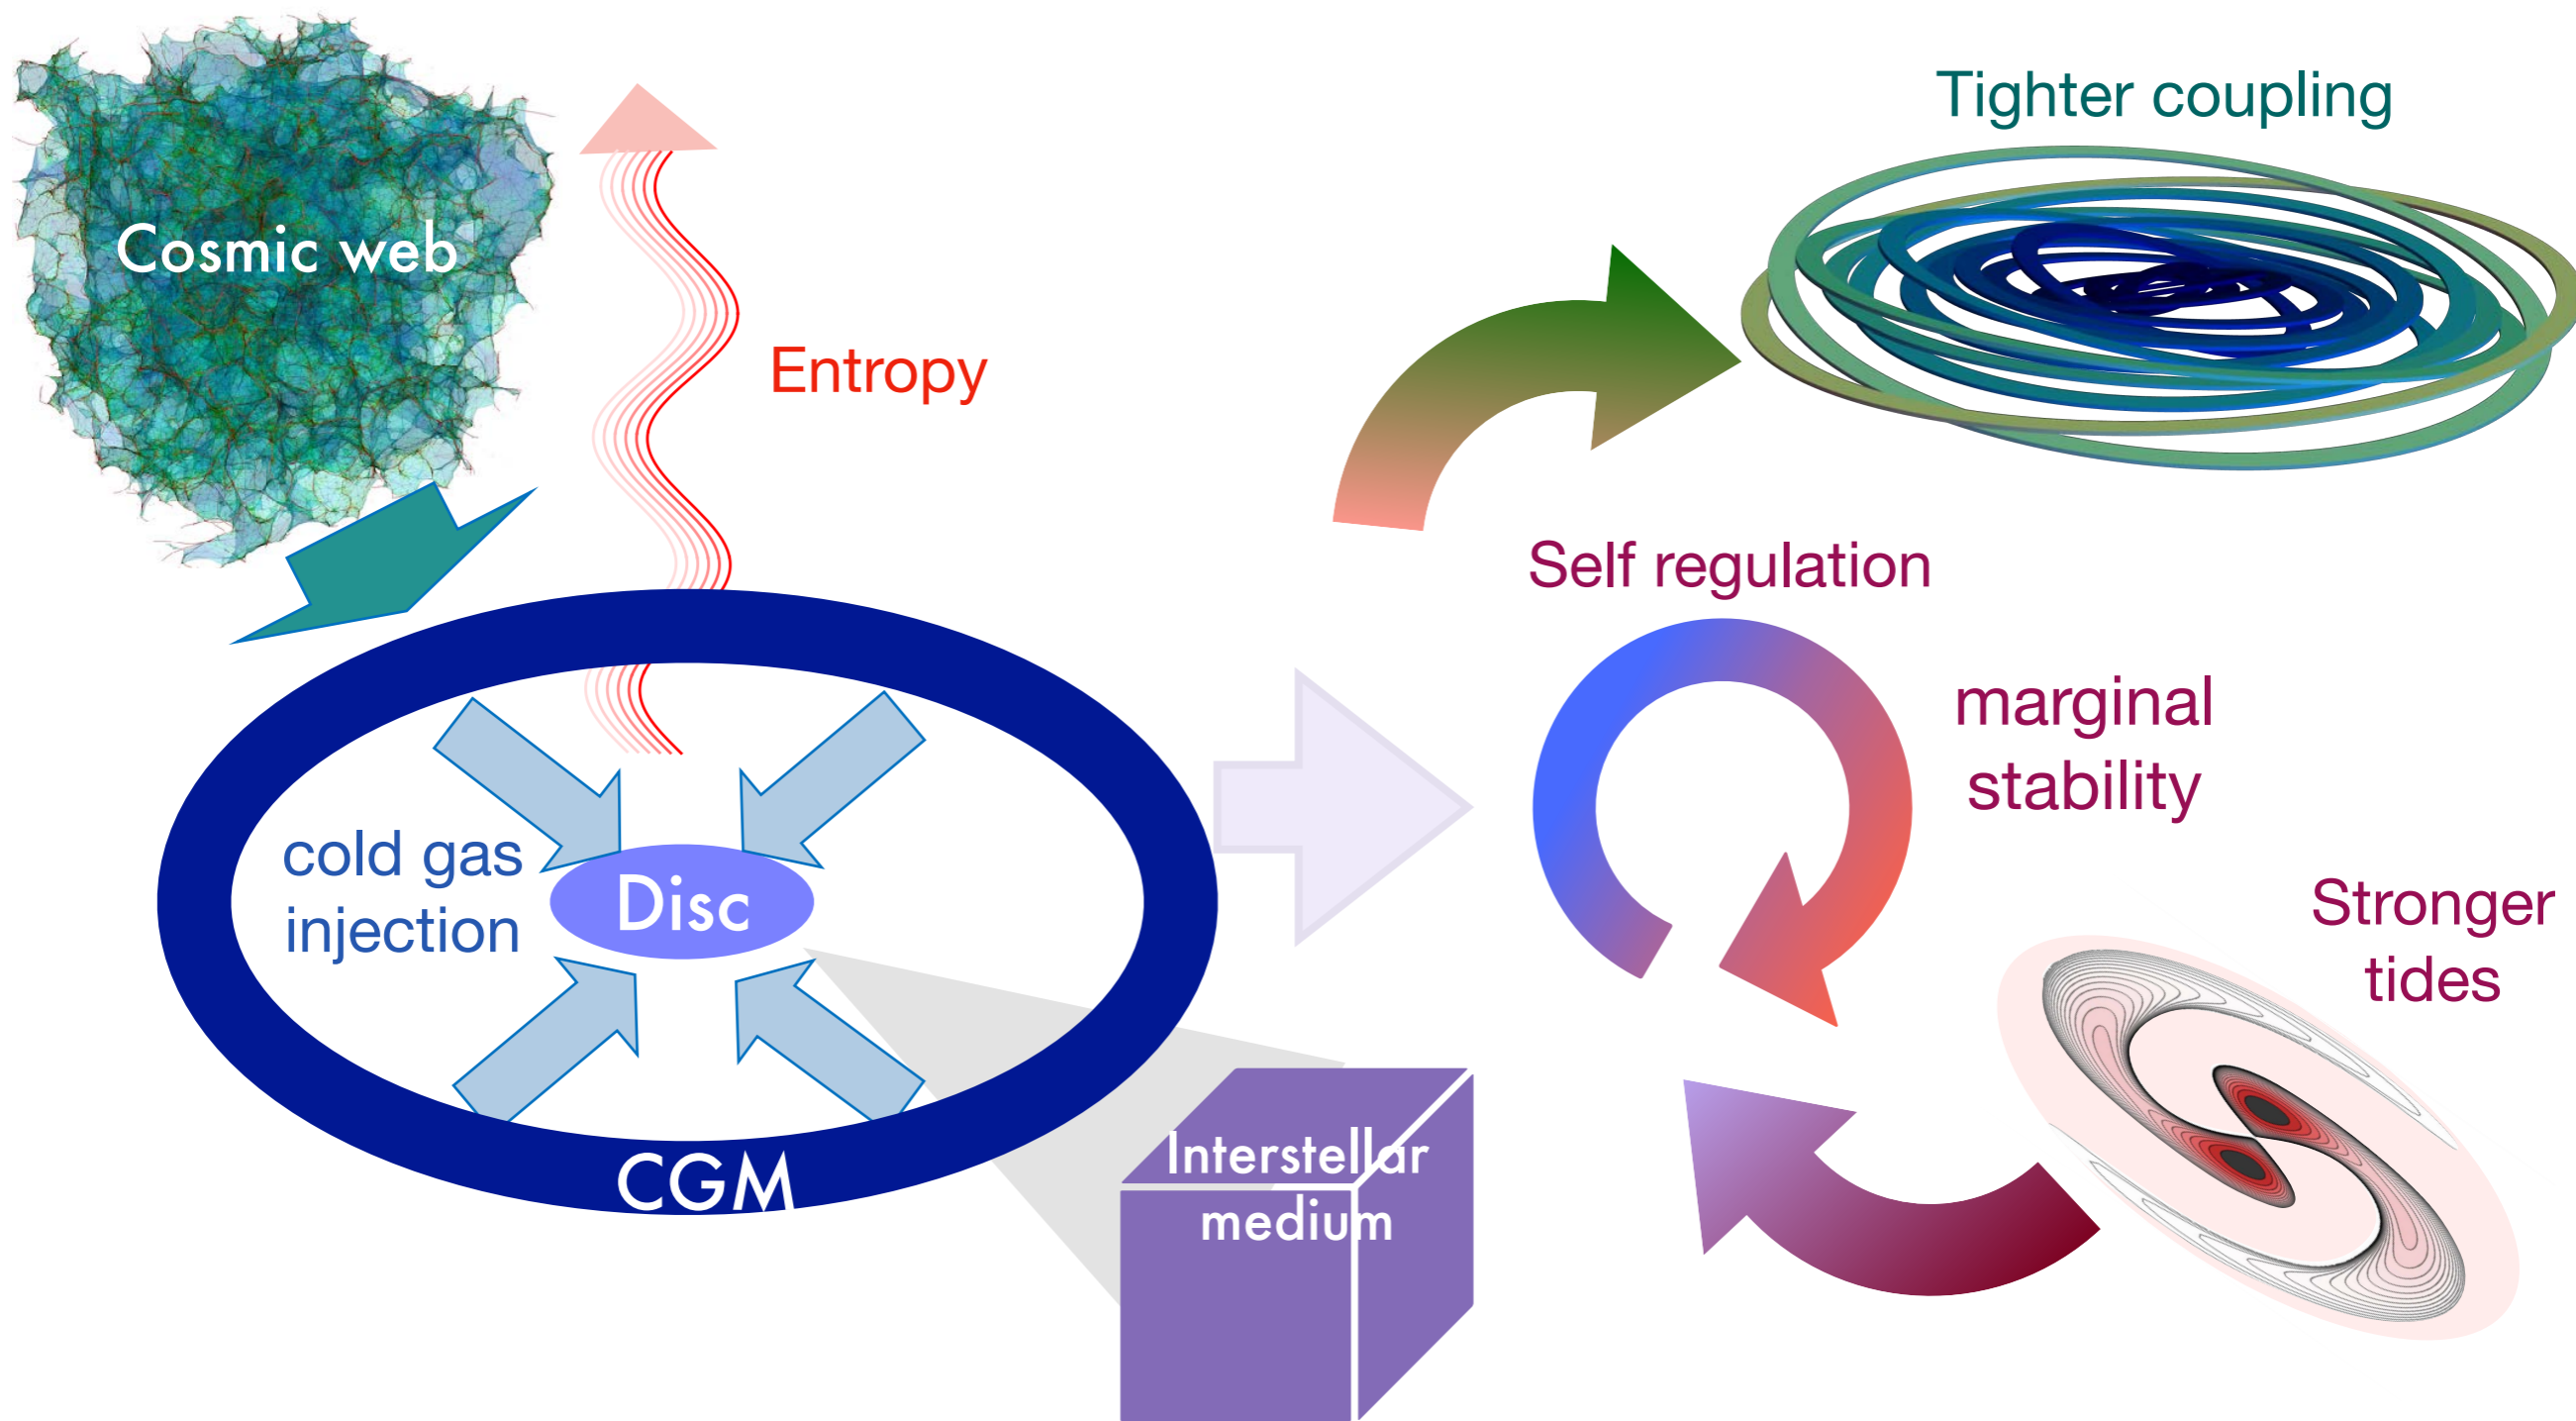 Cosmic web
Entropy
cold gas
injection
Disc
CGM
Interstellar
medium
Tighter coupling
Self regulation
marginal
stability
Stronger
tides